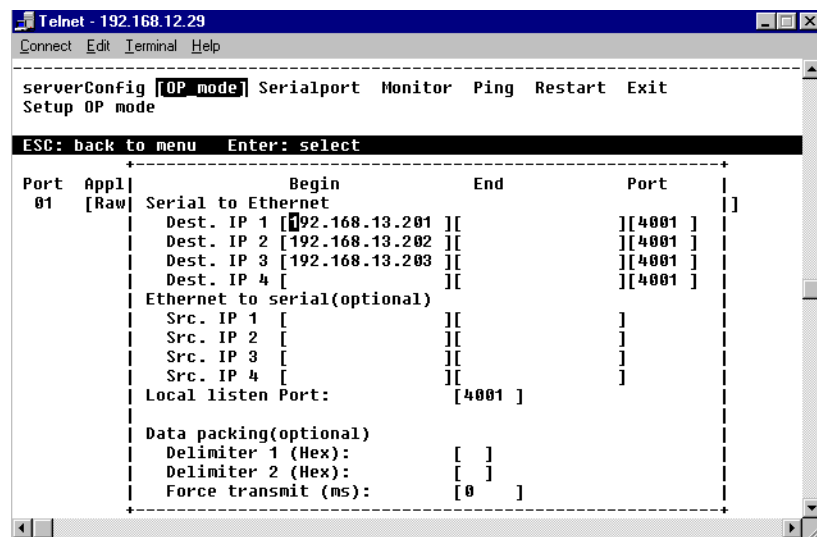 Telnet - 192.168.12.29
Connect Edit Terminal Help
serverConfig [OP_mode] Serialport Monitor Ping Restart Exit
Setup OP mode
ESC: back to menu Enter: select
Port Appl Begin End Port
01 [Raw Serial to Ethernet ]
Dest. IP 1 [192.168.13.201 ][ ][4001 ]
Dest. IP 2 [192.168.13.202 ][ ][4001 ]
Dest. IP 3 [192.168.13.203 ][ ][4001 ]
Dest. IP 4 [ ][ ][4001 ]
Ethernet to serial(optional)
Src. IP 1 [ ][ ]
Src. IP 2 [ ][ ]
Src. IP 3 [ ][ ]
Src. IP 4 [ ][ ]
Local listen Port: [4001 ]
Data packing(optional)
Delimiter 1 (Hex): [ ]
Delimiter 2 (Hex): [ ]
Force transmit (ms): [0 ]